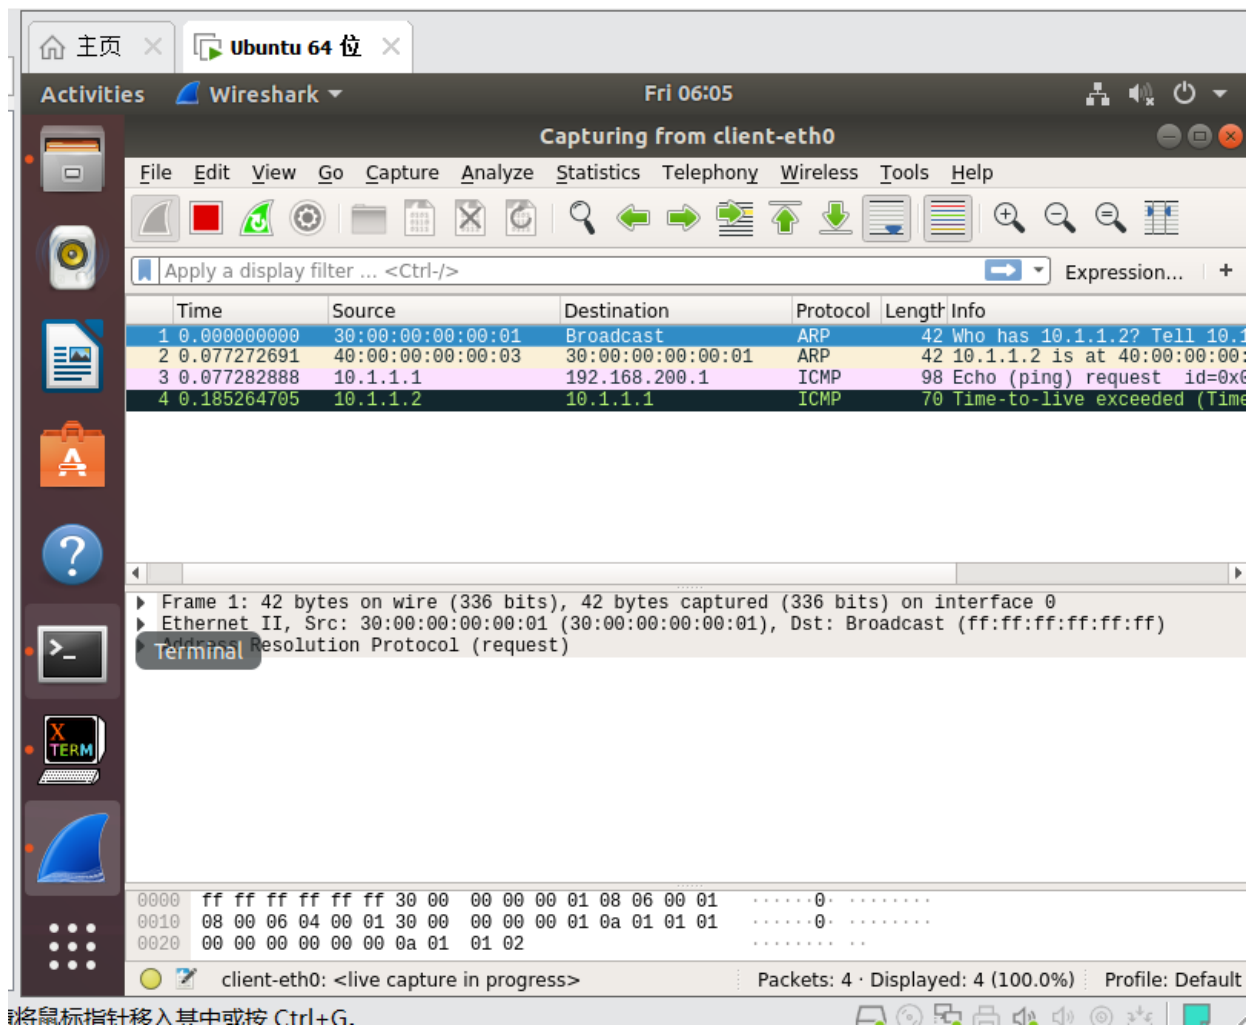 主页
Ubuntu 64 位
Activities
Wireshark
Fri 06:05
Capturing from client-eth0
File Edit View Go Capture Analyze Statistics Telephony Wireless Tools Help
Apply a display filter ... <Ctrl-/>
Expression... +
Time Source Destination Protocol Length Info
1 0.000000000 30:00:00:00:00:01 Broadcast ARP 42 Who has 10.1.1.2? Tell 10.1
2 0.077272691 40:00:00:00:00:03 30:00:00:00:00:01 ARP 42 10.1.1.2 is at 40:00:00:00:
3 0.077282888 10.1.1.1 192.168.200.1 ICMP 98 Echo (ping) request id=0x0
4 0.185264705 10.1.1.2 10.1.1.1 ICMP 70 Time-to-live exceeded (Time
Frame 1: 42 bytes on wire (336 bits), 42 bytes captured (336 bits) on interface 0
Ethernet II, Src: 30:00:00:00:00:01 (30:00:00:00:00:01), Dst: Broadcast (ff:ff:ff:ff:ff:ff)
Resolution Protocol (request)
Terminal
X
TERM
0000 ff ff ff ff ff ff 30 00 00 00 00 01 08 06 00 01 ······0· ········
0010 08 00 06 04 00 01 30 00 00 00 00 01 0a 01 01 01 ······0· ········
0020 00 00 00 00 00 00 0a 01 01 02 ········ ··
client-eth0: <live capture in progress>
Packets: 4 · Displayed: 4 (100.0%)
Profile: Default
将鼠标指针移入其中或按 Ctrl+G.